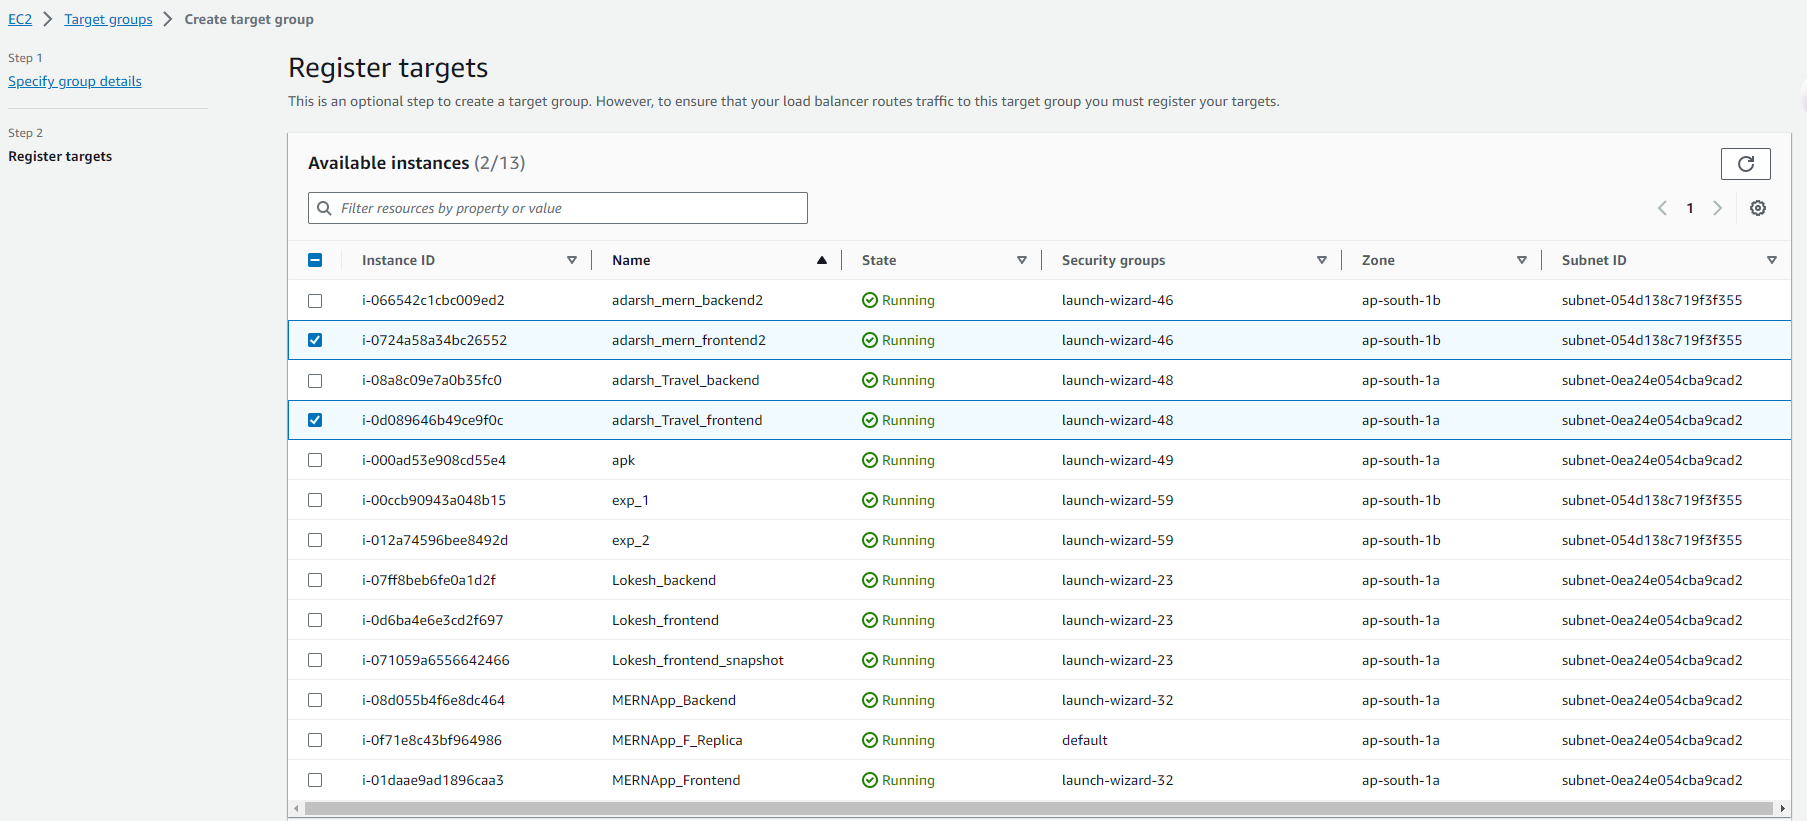 EC2 > Target groups > Create target group
Step 1
Specify group details
Step 2
Register targets
Register targets
This is an optional step to create a target group. However, to ensure that your load balancer routes traffic to this target group you must register your targets.
Available instances (2/13)
Filter resources by property or value
1
Instance ID Name State Security groups Zone Subnet ID
i-066542c1cbc009ed2 adarsh_mern_backend2 Running launch-wizard-46 ap-south-1b subnet-054d138c719f3f355
i-0724a58a34bc26552 adarsh_mern_frontend2 Running launch-wizard-46 ap-south-1b subnet-054d138c719f3f355
i-08a8c09e7a0b35fc0 adarsh_Travel_backend Running launch-wizard-48 ap-south-1a subnet-0ea24e054cba9cad2
i-0d089646b49ce9f0c adarsh_Travel_frontend Running launch-wizard-48 ap-south-1a subnet-0ea24e054cba9cad2
i-000ad53e908cd55e4 apk Running launch-wizard-49 ap-south-1a subnet-0ea24e054cba9cad2
i-00ccb90943a048b15 exp_1 Running launch-wizard-59 ap-south-1b subnet-054d138c719f3f355
i-012a74596bee8492d exp_2 Running launch-wizard-59 ap-south-1b subnet-054d138c719f3f355
i-07ff8beb6fe0a1d2f Lokesh_backend Running launch-wizard-23 ap-south-1a subnet-0ea24e054cba9cad2
i-0d6ba4e6e3cd2f697 Lokesh_frontend Running launch-wizard-23 ap-south-1a subnet-0ea24e054cba9cad2
i-071059a6556642466 Lokesh_frontend_snapshot Running launch-wizard-23 ap-south-1a subnet-0ea24e054cba9cad2
i-08d055b4f6e8dc464 MERNApp_Backend Running launch-wizard-32 ap-south-1a subnet-0ea24e054cba9cad2
i-0f71e8c43bf964986 MERNApp_F_Replica Running default ap-south-1a subnet-0ea24e054cba9cad2
i-01daae9ad1896caa3 MERNApp_Frontend Running launch-wizard-32 ap-south-1a subnet-0ea24e054cba9cad2